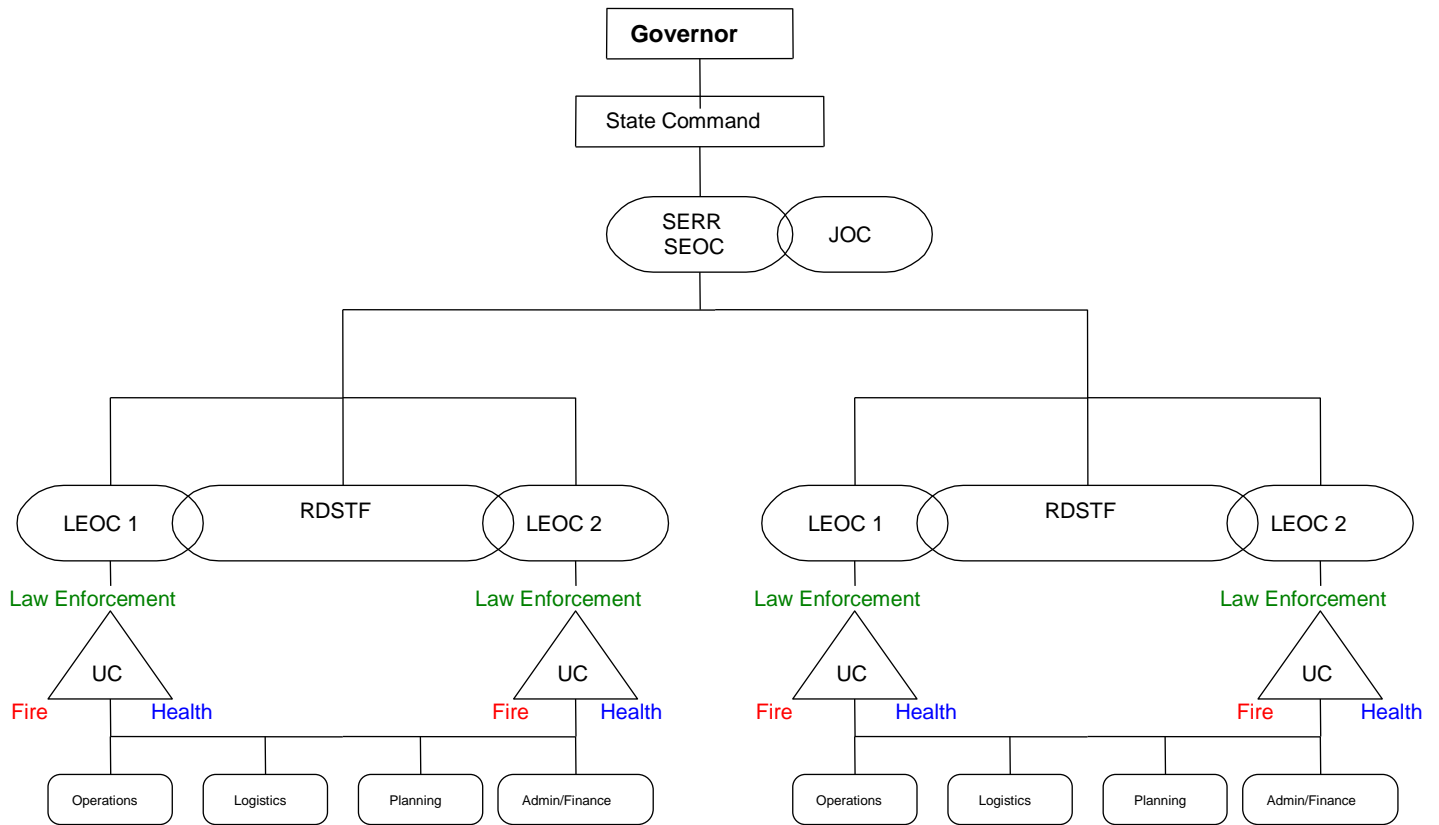 Governor
State Command
SERR
SEOC
JOC
LEOC 1
RDSTF
LEOC 2
LEOC 1
RDSTF
LEOC 2
Law Enforcement
Law Enforcement
Law Enforcement
Law Enforcement
UC
UC
UC
UC
Fire
Health
Fire
Health
Fire
Health
Fire
Health
Operations
Logistics
Planning
Admin/Finance
Operations
Logistics
Planning
Admin/Finance